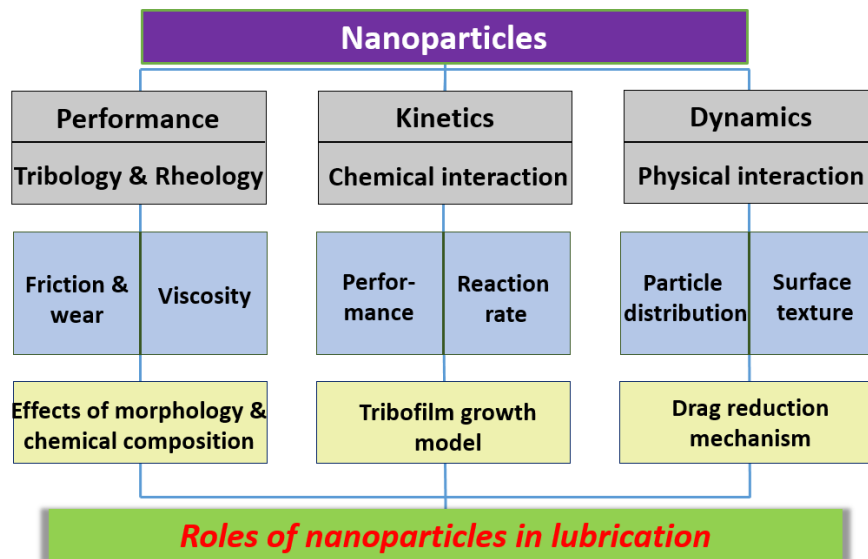 Nanoparticles
Performance
Tribology & Rheology
Kinetics
Chemical interaction
Dynamics
Physical interaction
Friction &
wear
Viscosity
Perfor-
mance
Reaction
rate
Particle
distribution
Surface
texture
Effects of morphology &
chemical composition
Tribofilm growth
model
Drag reduction
mechanism
Roles of nanoparticles in lubrication